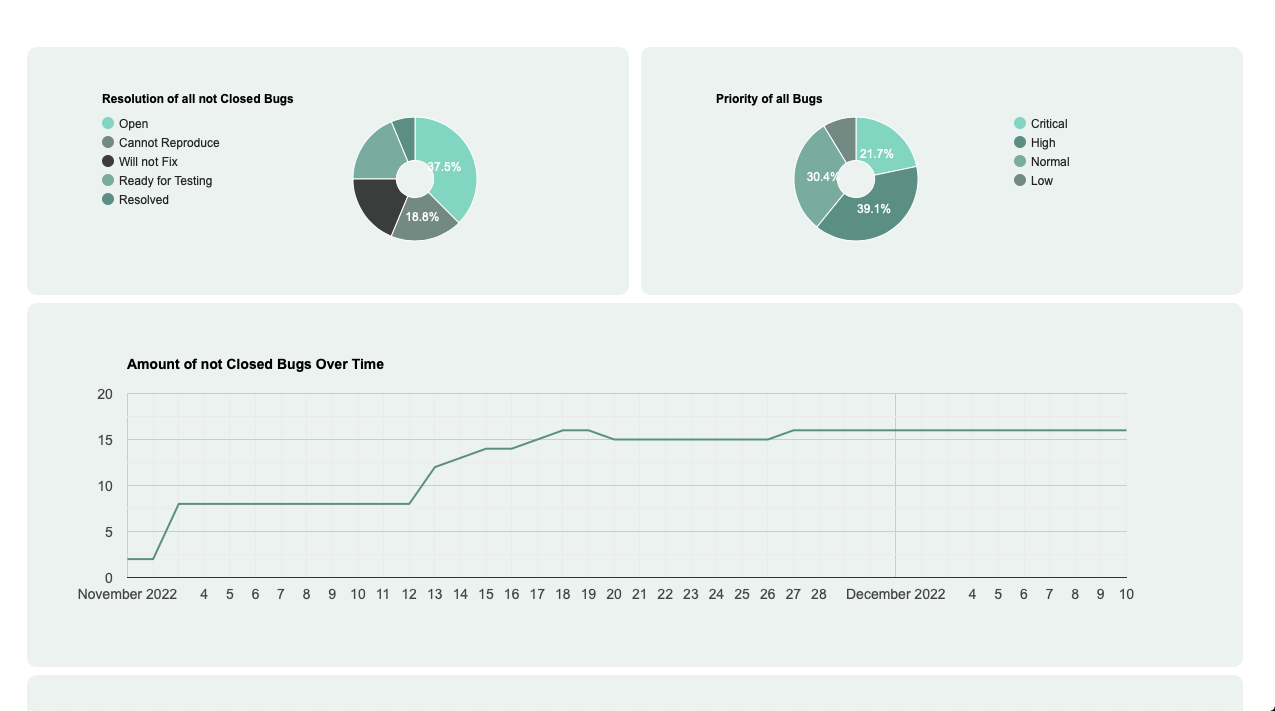 Resolution of all not Closed Bugs
Open
Cannot Reproduce
Will not Fix
Ready for Testing
Resolved
37.5%
18.8%
Priority of all Bugs
21.7%
30.4%
39.1%
Critical
High
Normal
Low
Amount of not Closed Bugs Over Time
20
15
10
5
0
November 2022 4 5 6 7 8 9 10 11 12 13 14 15 16 17 18 19 20 21 22 23 24 25 26 27 28 December 2022 4 5 6 7 8 9 10